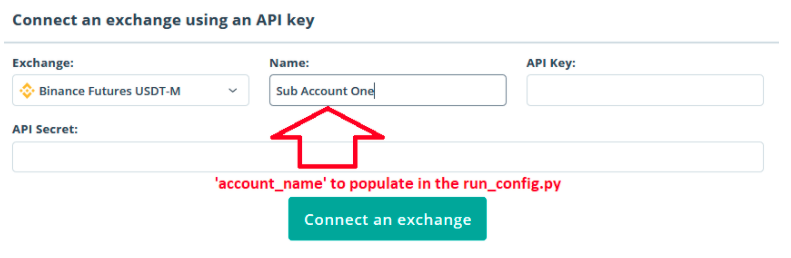 Connect an exchange using an API key
Exchange: Name: API Key:
Binance Futures USDT-M Sub Account One
API Secret:
'account_name' to populate in the run_config.py
Connect an exchange